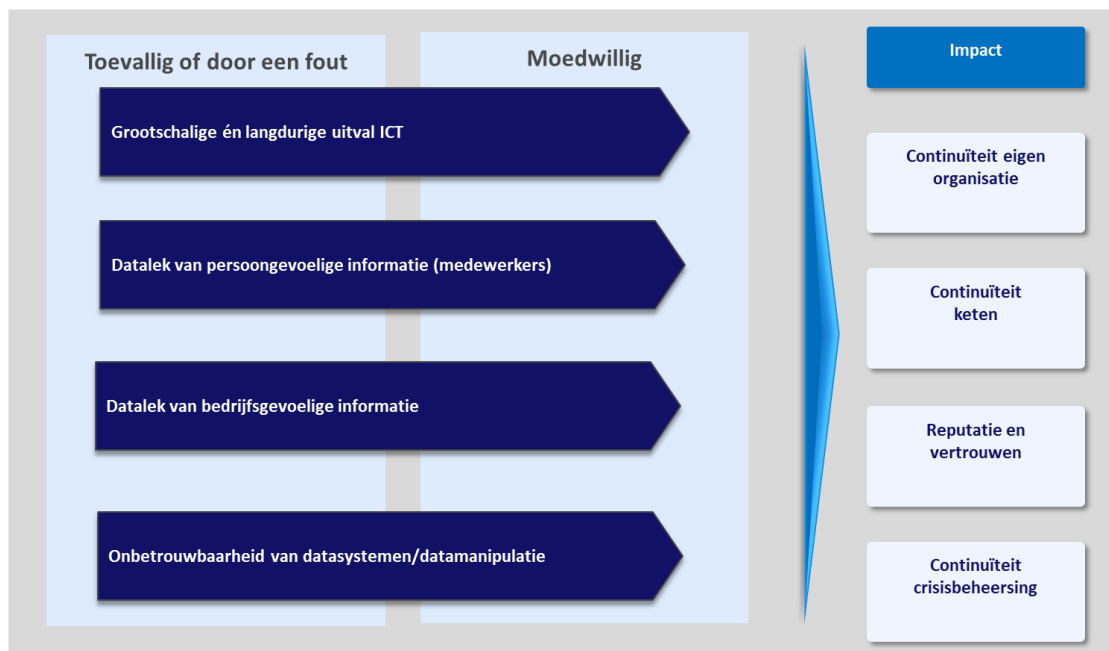 Toevallig of door een fout
Moedwillig
Grootschalige én langdurige uitval ICT
Datalek van persoongevoelige informatie (medewerkers)
Datalek van bedrijfsgevoelige informatie
Onbetrouwbaarheid van datasystemen/datamanipulatie
Impact
Continuïteit eigen
organisatie
Continuïteit
keten
Reputatie en
vertrouwen
Continuïteit
crisisbeheersing